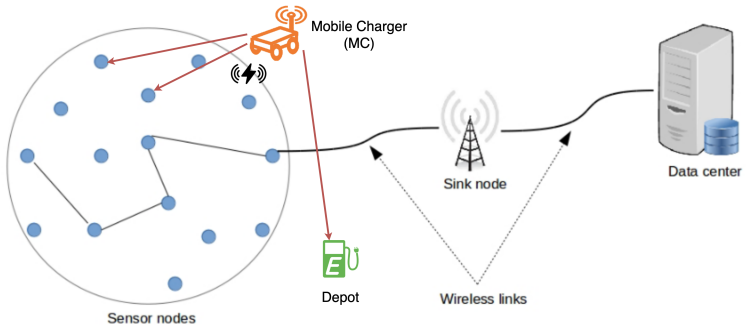 Mobile Charger
(MC)
Sink node
Data center
E
Depot
Wireless links
Sensor nodes